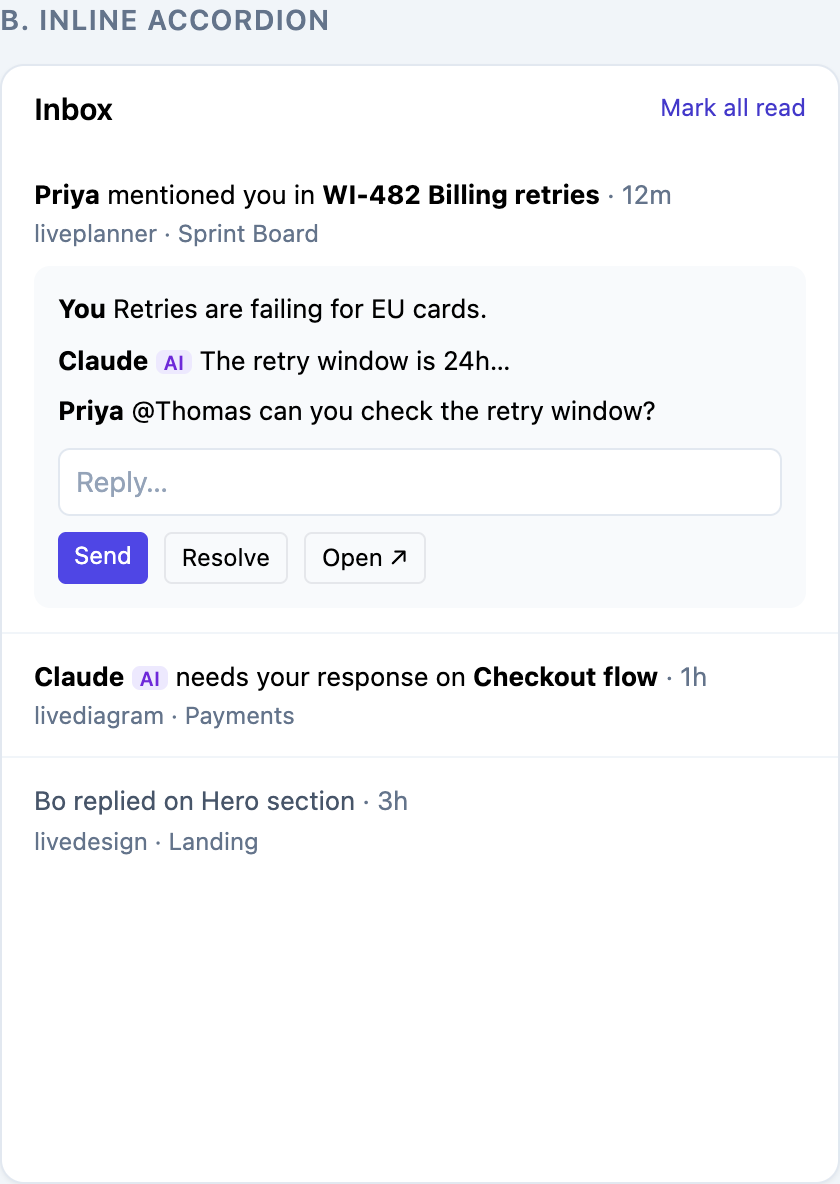 B. INLINE ACCORDION
Inbox
Mark all read
Priya mentioned you in WI-482 Billing retries · 12m
liveplanner · Sprint Board
You Retries are failing for EU cards.
Claude AI The retry window is 24h...
Priya @Thomas can you check the retry window?
Reply...
Send
Resolve
Open ↗
Claude AI needs your response on Checkout flow · 1h
livediagram · Payments
Bo replied on Hero section · 3h
livedesign · Landing